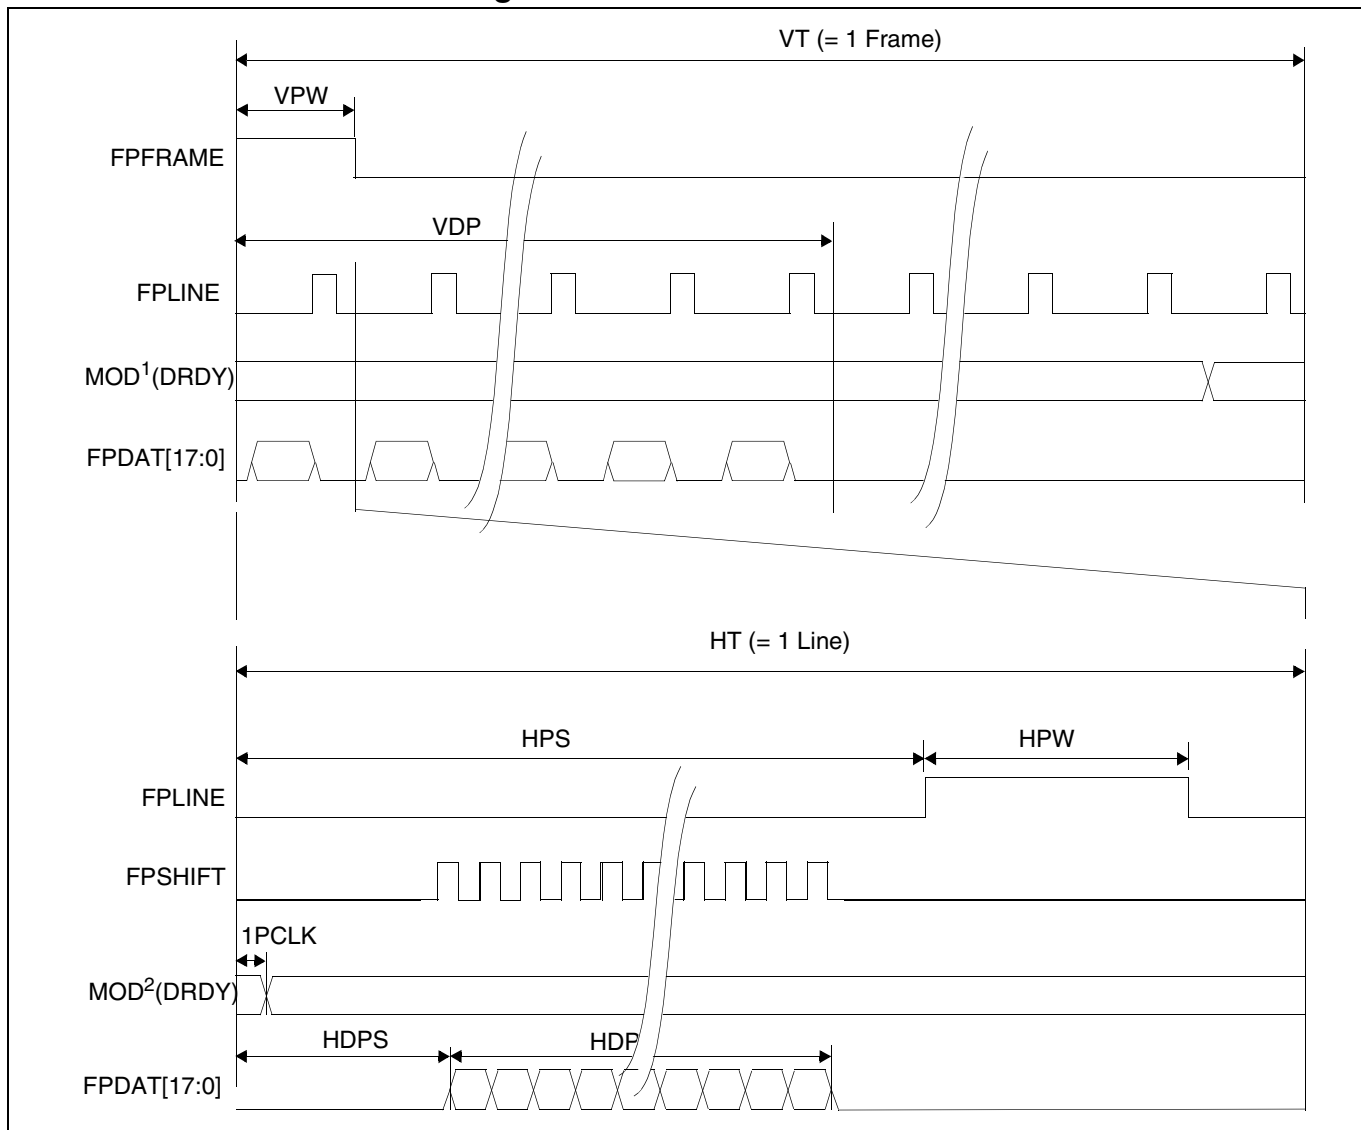 g
VT (= 1 Frame)
VPW
FPFRAME
VDP
FPLINE
MOD1(DRDY)
FPDAT[17:0]
HT (= 1 Line)
HPS
HPW
FPLINE
FPSHIFT
1PCLK
MOD2(DRDY)
HDPS
HDP
FPDAT[17:0]